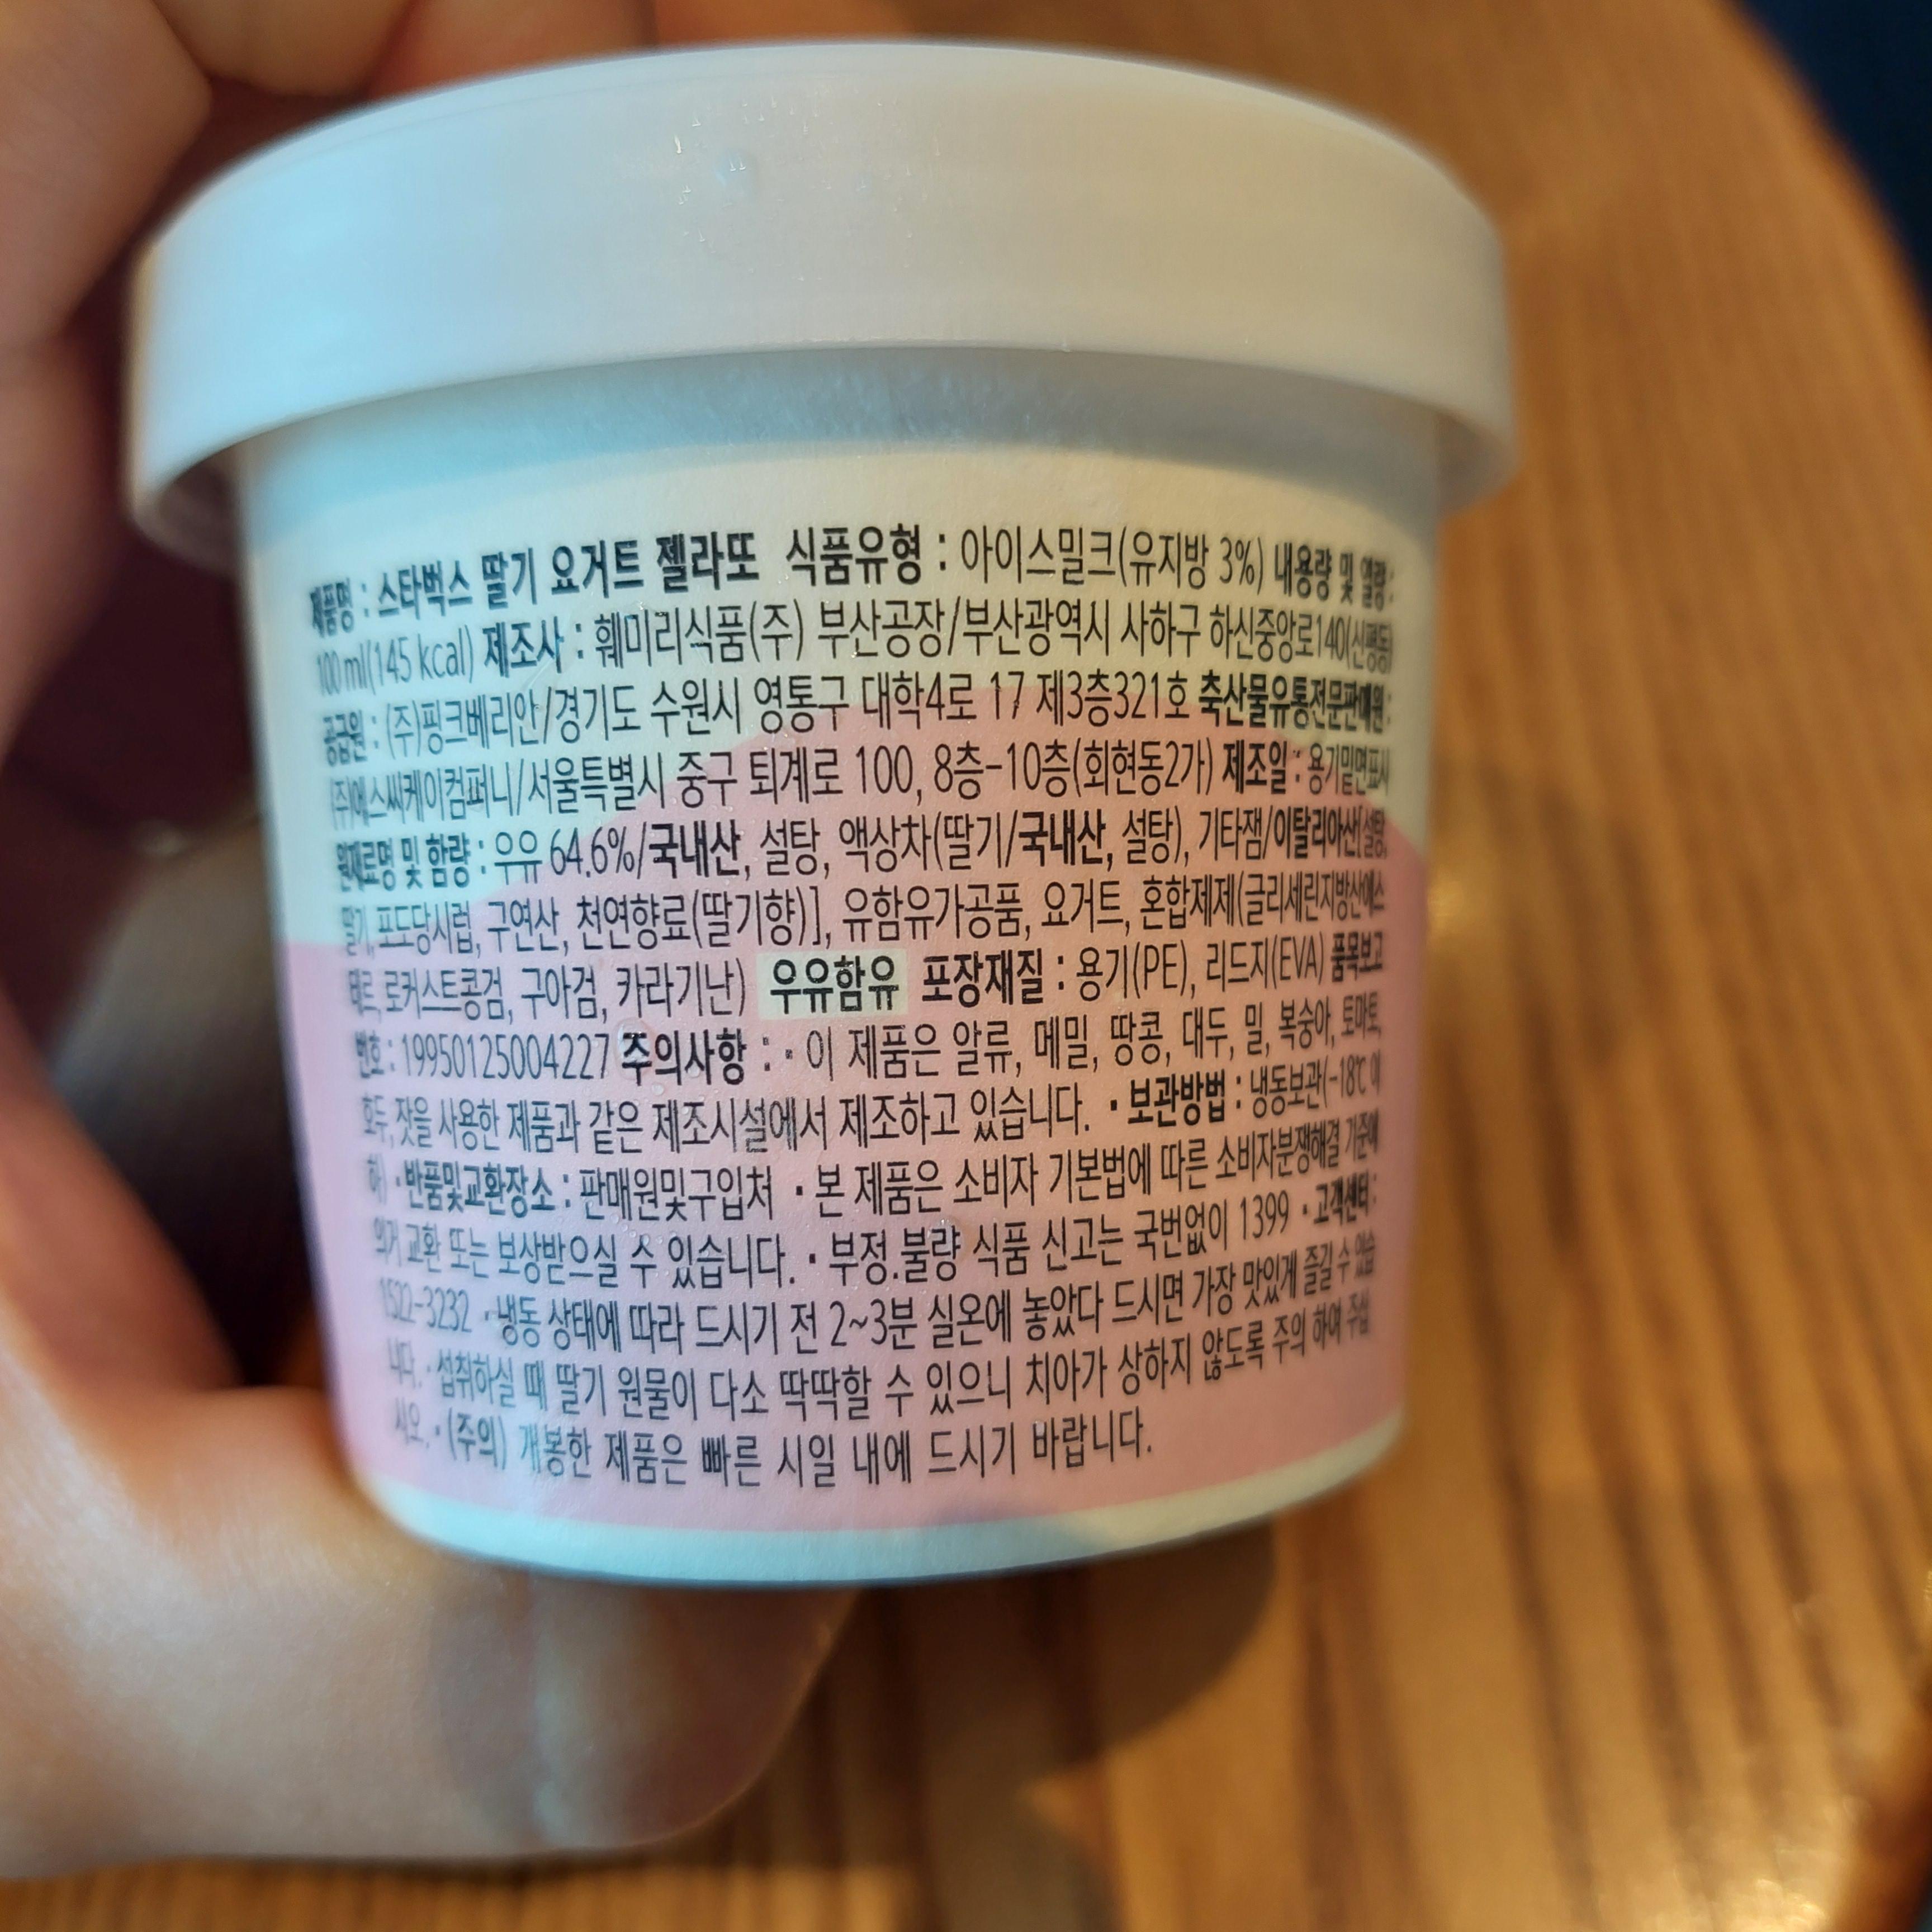 제품명 : 스타벅스 딸기 요거트 젤라또 식품유형 : 아이스밀크(유지방 3%) 내용량 및 열량 :
100 ml(145 kcal) 제조사 : 훼미리식품(주) 부산공장/부산광역시 사하구 하신중앙로140(신평동)
공급원 : (주)핑크베리안/경기도 수원시 영통구 대학4로 17 제3층321호 축산물유통전문판매원 :
(주)에스씨케이컴퍼니/서울특별시 중구 퇴계로 100, 8층-10층(회현동2가) 제조일 : 용기밑면표시
원재료명 및 함량 : 우유 64.6%/국내산, 설탕, 액상차(딸기/국내산, 설탕), 기타잼/이탈리아산[설탕,
딸기, 포도당시럽, 구연산, 천연향료(딸기향)], 유함유가공품, 요거트, 혼합제제(글리세린지방산에스
테르, 로커스트콩검, 구아검, 카라기난) 우유함유 포장재질 : 용기(PE), 리드지(EVA) 품목보고
번호 : 19950125004227 주의사항 : · 이 제품은 알류, 메밀, 땅콩, 대두, 밀, 복숭아, 토마토,
호두, 잣을 사용한 제품과 같은 제조시설에서 제조하고 있습니다. · 보관방법 : 냉동보관(-18℃ 이
하) · 반품및교환장소 : 판매원및구입처 · 본 제품은 소비자 기본법에 따른 소비자분쟁해결 기준에
의거 교환 또는 보상받으실 수 있습니다. · 부정.불량 식품 신고는 국번없이 1399 · 고객센터 :
1522-3232 · 냉동 상태에 따라 드시기 전 2~3분 실온에 놓았다 드시면 가장 맛있게 즐길 수 있습
니다. · 섭취하실 때 딸기 원물이 다소 딱딱할 수 있으니 치아가 상하지 않도록 주의 하여 주십
시오. · (주의) 개봉한 제품은 빠른 시일 내에 드시기 바랍니다.